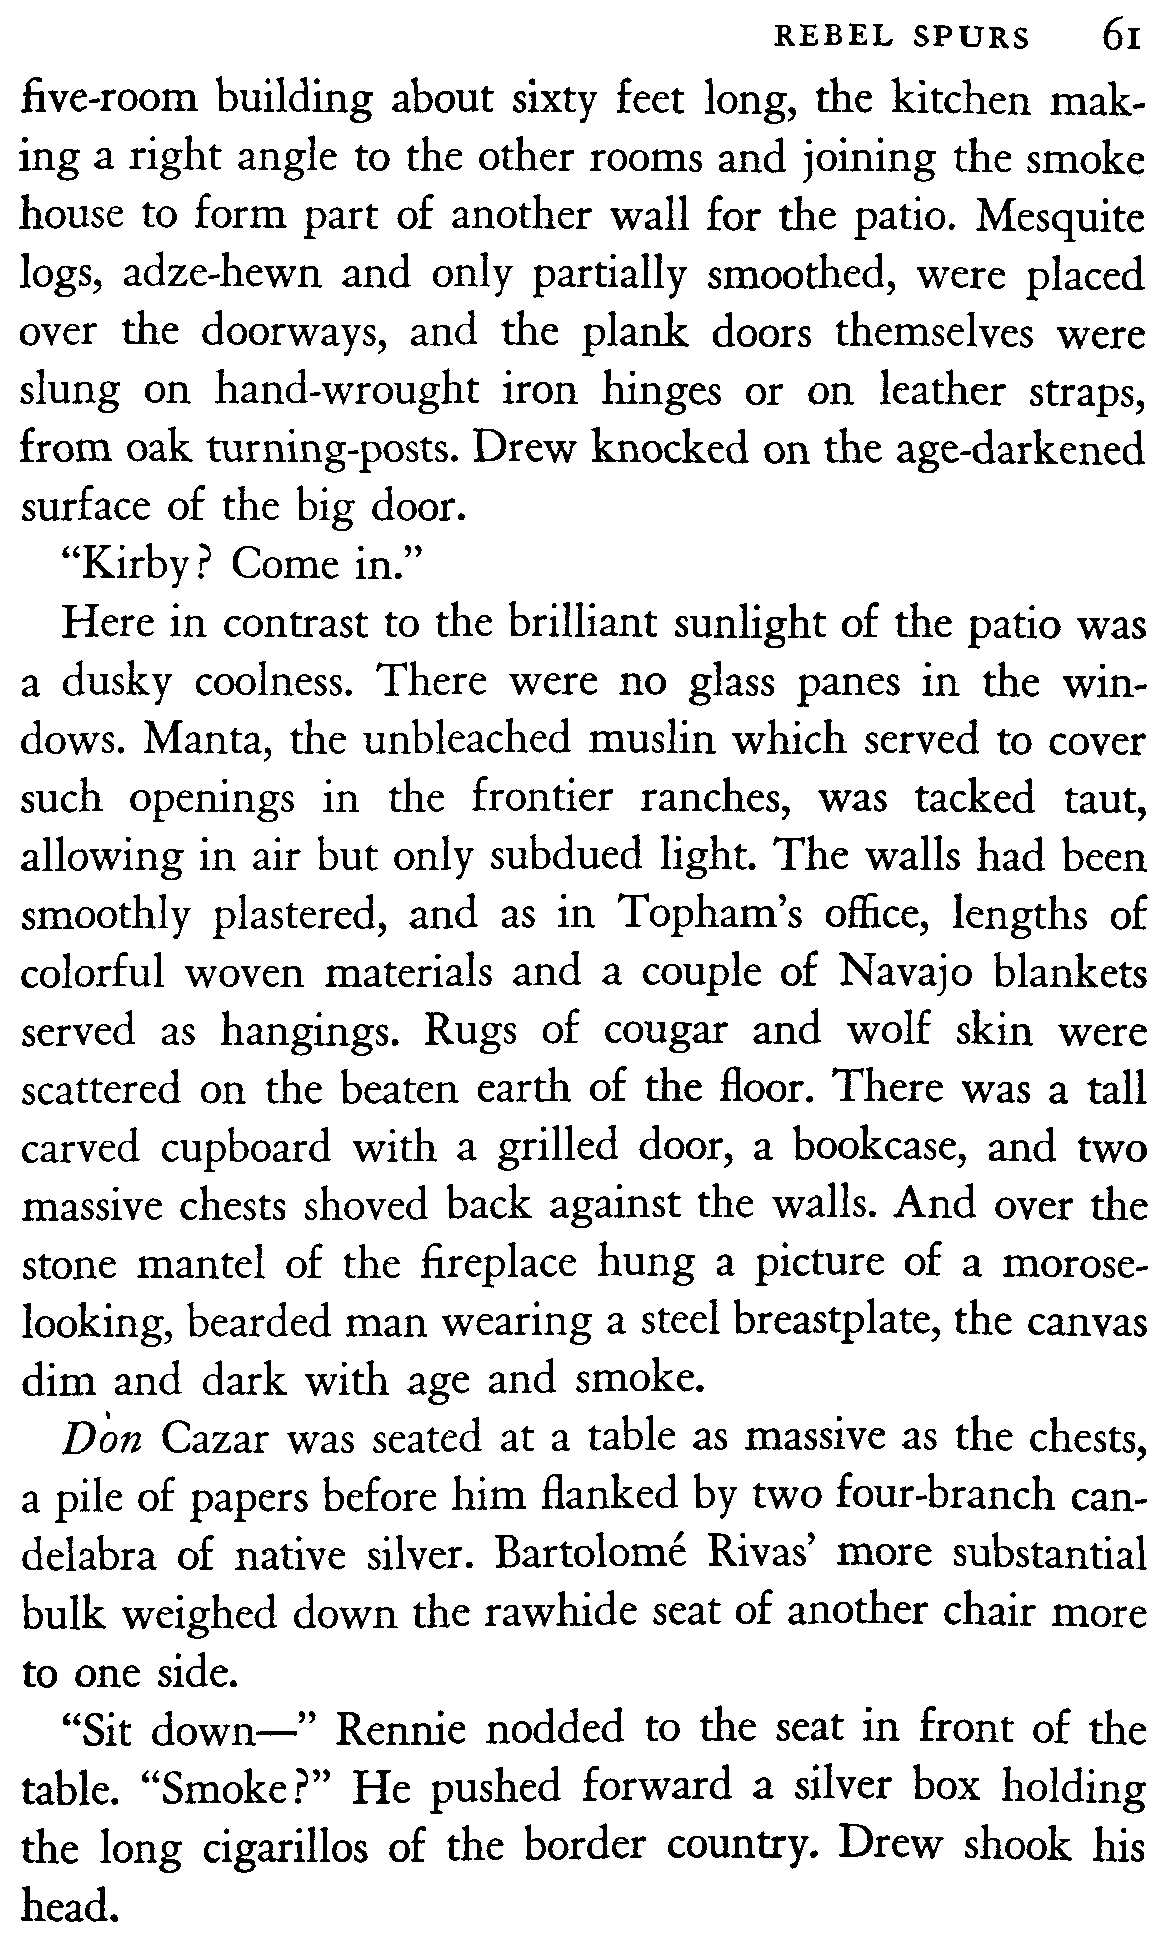 REBEL SPURS 61
five-room building about sixty feet long, the kitchen mak-
ing a right angle to the other rooms and joining the smoke
house to form part of another wall for the patio. Mesquite
logs, adze-hewn and only partially smoothed, were placed
over the doorways, and the plank doors themselves were
slung on hand-wrought iron hinges or on leather straps,
from oak turning-posts. Drew knocked on the age-darkened
surface of the big door.
“Kirby? Come in.”
Here in contrast to the brilliant sunlight of the patio was
a dusky coolness. There were no glass panes in the win-
dows. Manta, the unbleached muslin which served to cover
such openings in the frontier ranches, was tacked taut,
allowing in air but only subdued light. The walls had been
smoothly plastered, and as in Topham’s office, lengths of
colorful woven materials and a couple of Navajo blankets
served as hangings. Rugs of cougar and wolf skin were
scattered on the beaten earth of the floor. There was a tall
carved cupboard with a grilled door, a bookcase, and two
massive chests shoved back against the walls. And over the
stone mantel of the fireplace hung a picture of a morose-
looking, bearded man wearing a steel breastplate, the canvas
dim and dark with age and smoke.
Don Cazar was seated at a table as massive as the chests,
a pile of papers before him flanked by two four-branch can-
delabra of native silver. Bartolomé Rivas’ more substantial
bulk weighed down the rawhide seat of another chair more
to one side.
“Sit down—” Rennie nodded to the seat in front of the
table. “Smoke?” He pushed forward a silver box holding
the long cigarillos of the border country. Drew shook his
head.